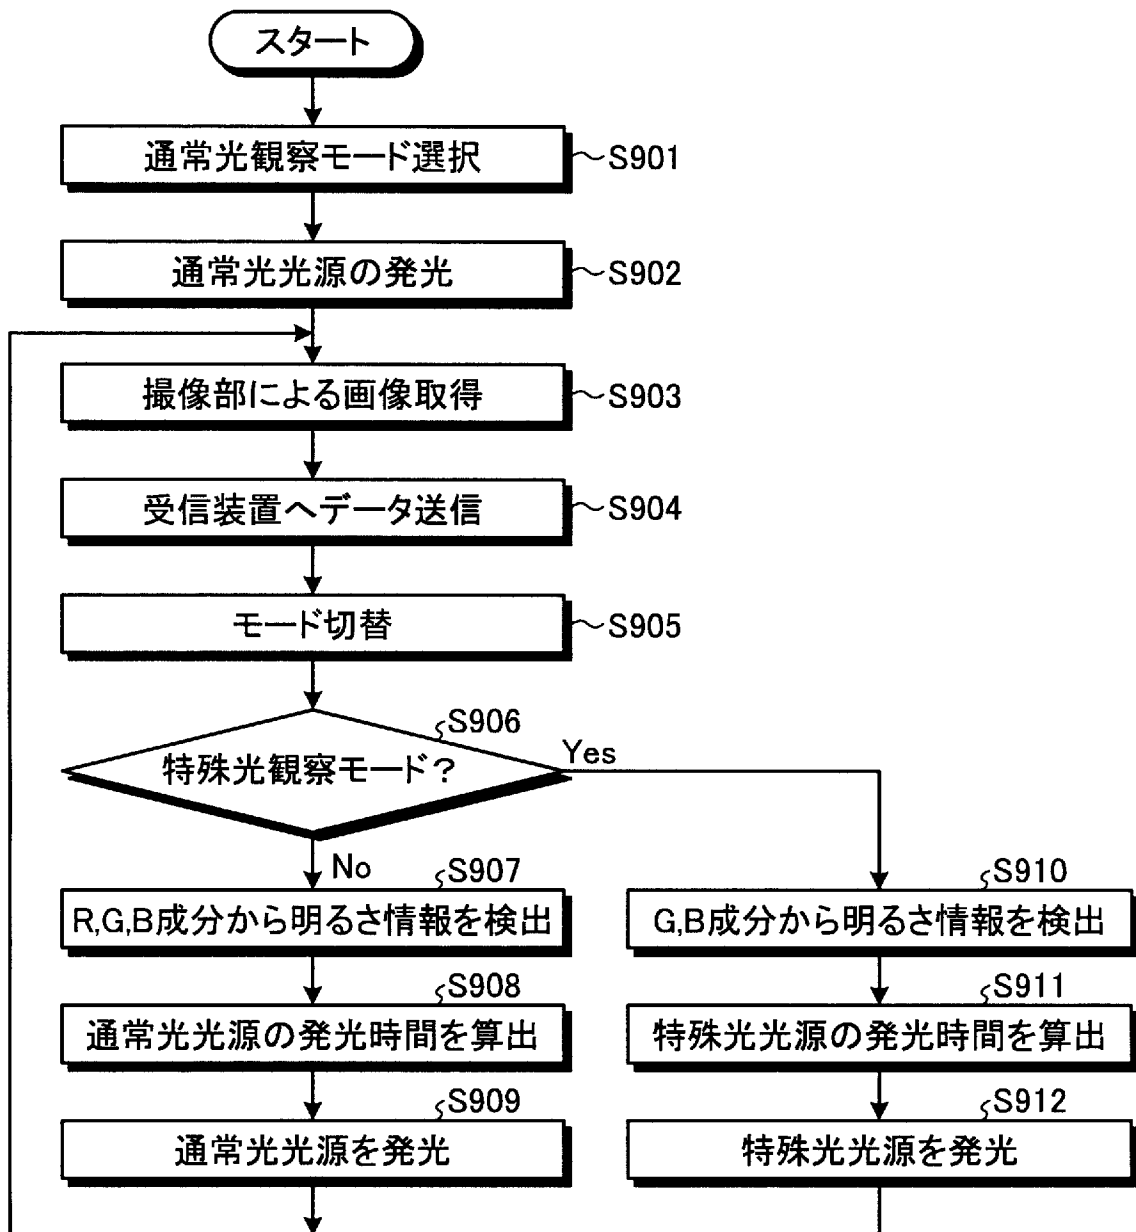 スタート
通常光観察モード選択
S901
通常光光源の発光
S902
撮像部による画像取得
S903
受信装置へデータ送信
S904
モード切替
S905
S906
特殊光観察モード?
Yes
No
S907
R,G,B成分から明るさ情報を検出
S908
通常光光源の発光時間を算出
S909
通常光光源を発光
S910
G,B成分から明るさ情報を検出
S911
特殊光光源の発光時間を算出
S912
特殊光光源を発光